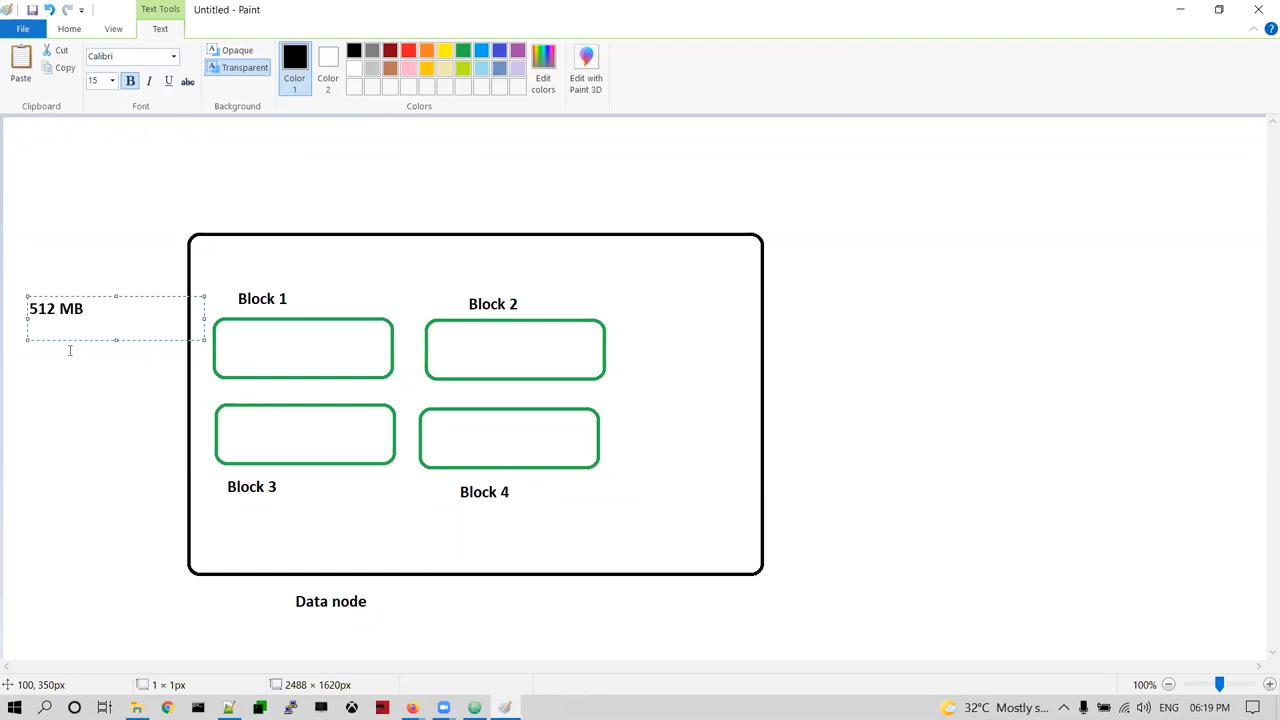 Text Tools
Untitled - Paint
File
Home
View
Text
Paste
Cut
Copy
Clipboard
Calibri
15
B
I
U
abc
Font
A Opaque
A Transparent
Background
Color 1
Color 2
Edit colors
Edit with Paint 3D
Colors
512 MB
Block 1
Block 2
Block 3
Block 4
Data node
100, 350px
1 × 1px
2488 × 1620px
100%
32°C Mostly s...
ENG
06:19 PM